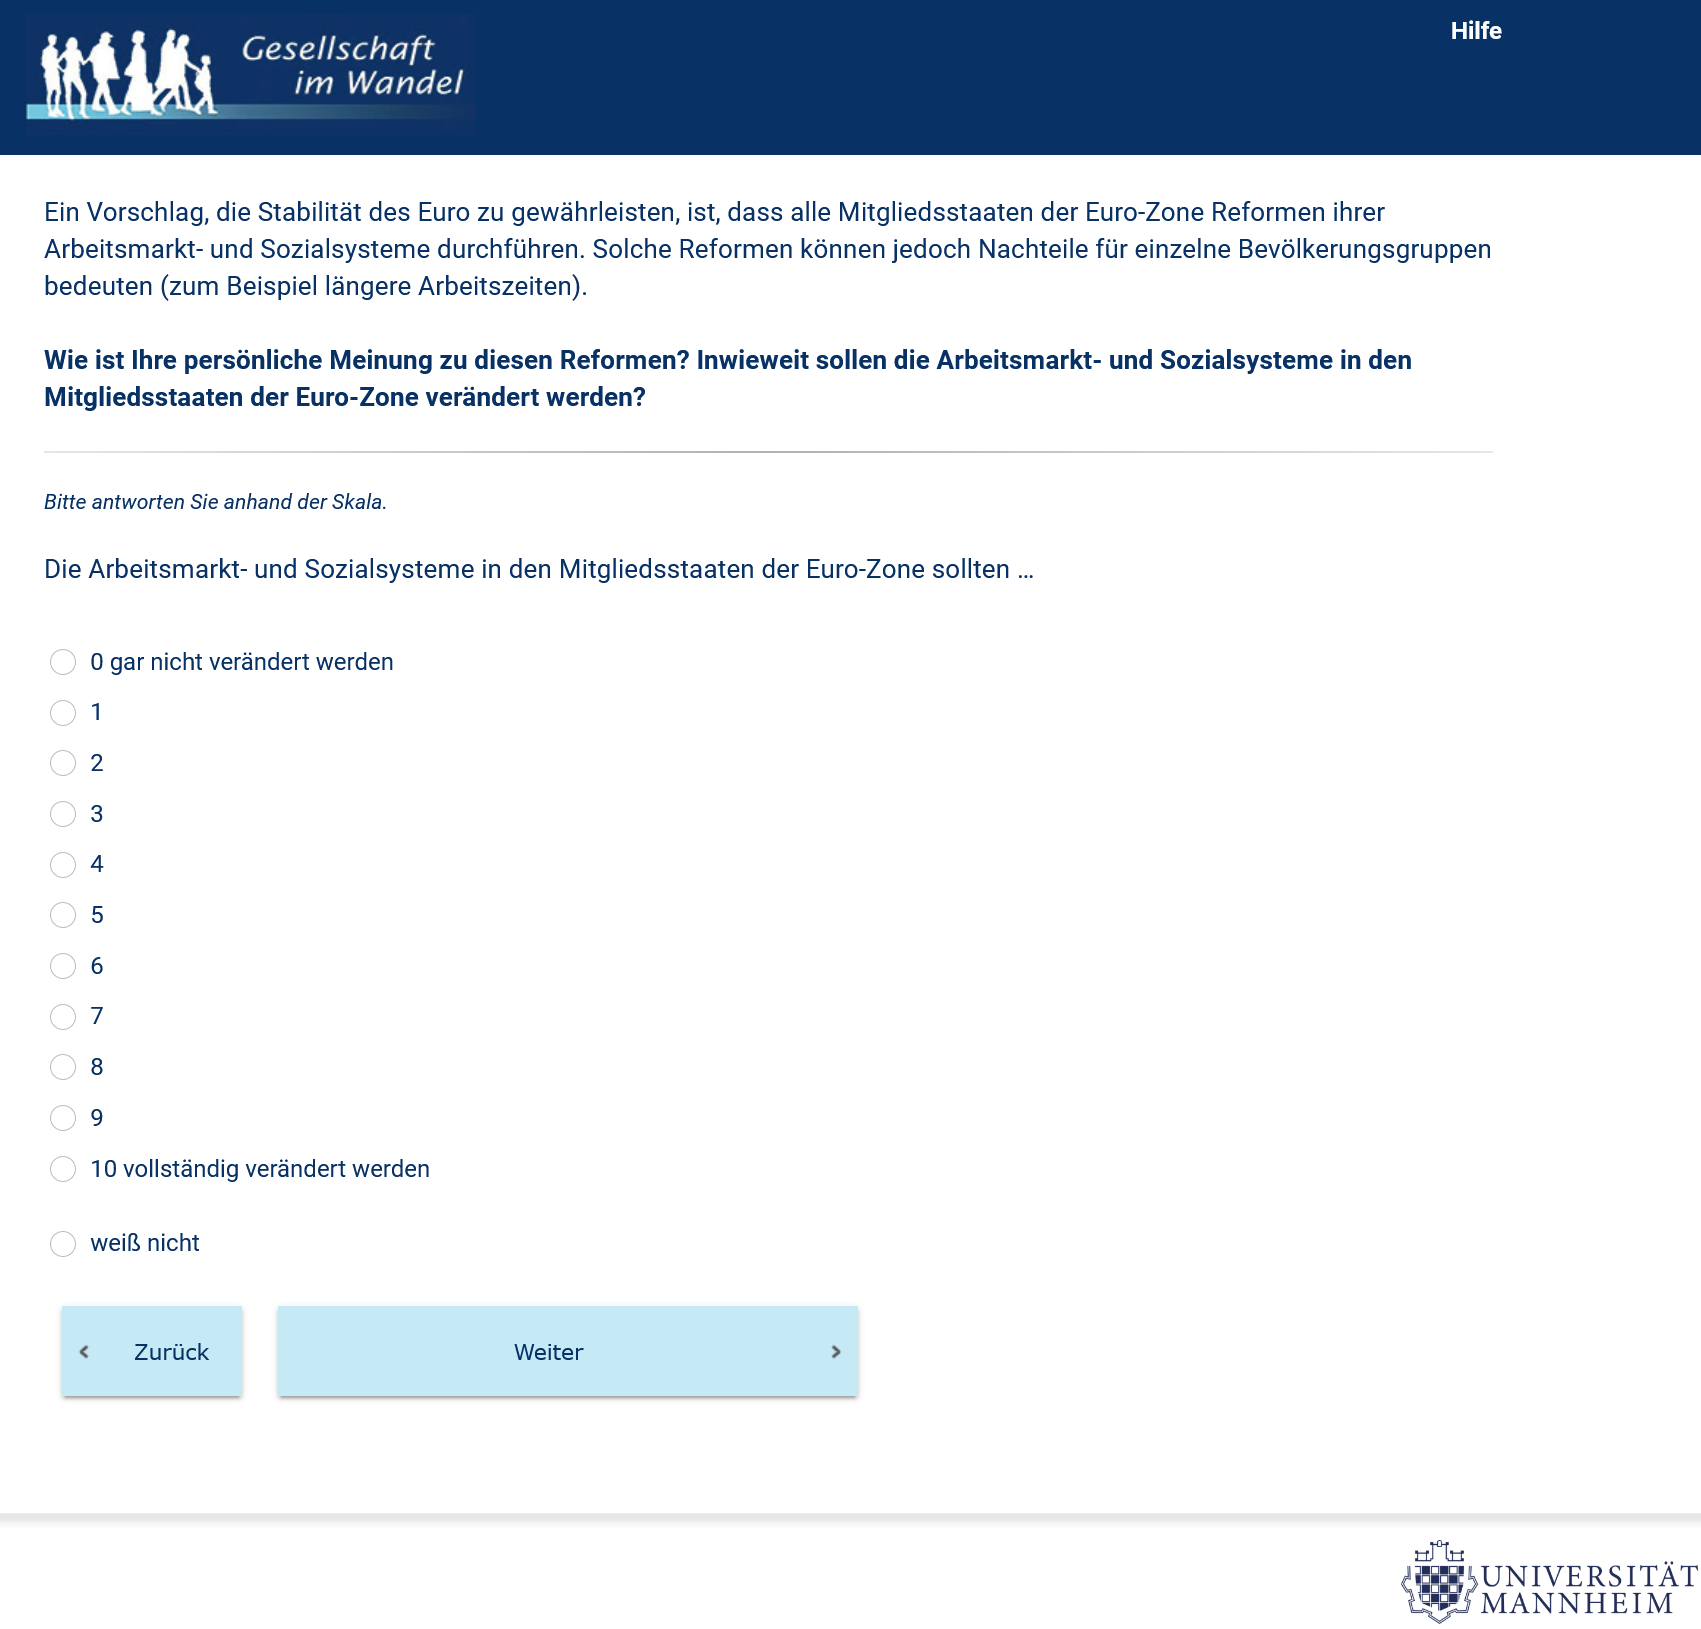 Gesellschaft
im Wandel
Hilfe
Ein Vorschlag, die Stabilität des Euro zu gewährleisten, ist, dass alle Mitgliedsstaaten der Euro-Zone Reformen ihrer
Arbeitsmarkt- und Sozialsysteme durchführen. Solche Reformen können jedoch Nachteile für einzelne Bevölkerungsgruppen
bedeuten (zum Beispiel längere Arbeitszeiten).
Wie ist Ihre persönliche Meinung zu diesen Reformen? Inwieweit sollen die Arbeitsmarkt- und Sozialsysteme in den
Mitgliedsstaaten der Euro-Zone verändert werden?
Bitte antworten Sie anhand der Skala.
Die Arbeitsmarkt- und Sozialsysteme in den Mitgliedsstaaten der Euro-Zone sollten ...
0 gar nicht verändert werden
1
2
3
4
5
6
7
8
9
10 vollständig verändert werden
weiß nicht
Zurück
Weiter
UNIVERSITÄT
MANNHEIM